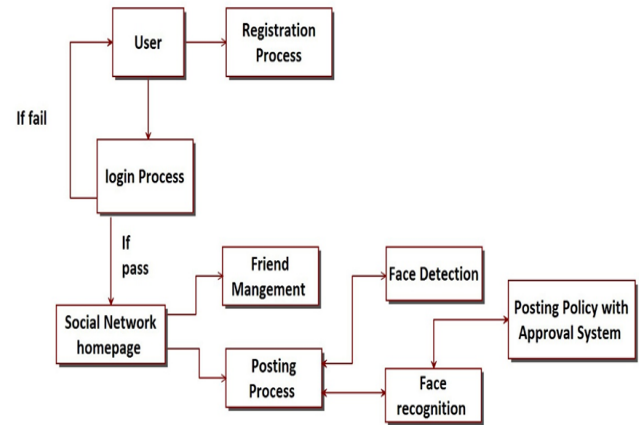 User
Registration
Process
If fail
login Process
If
pass
Friend
Mangement
Face Detection
Social Network
homepage
Posting Policy with
Approval System
Posting
Process
Face
recognition